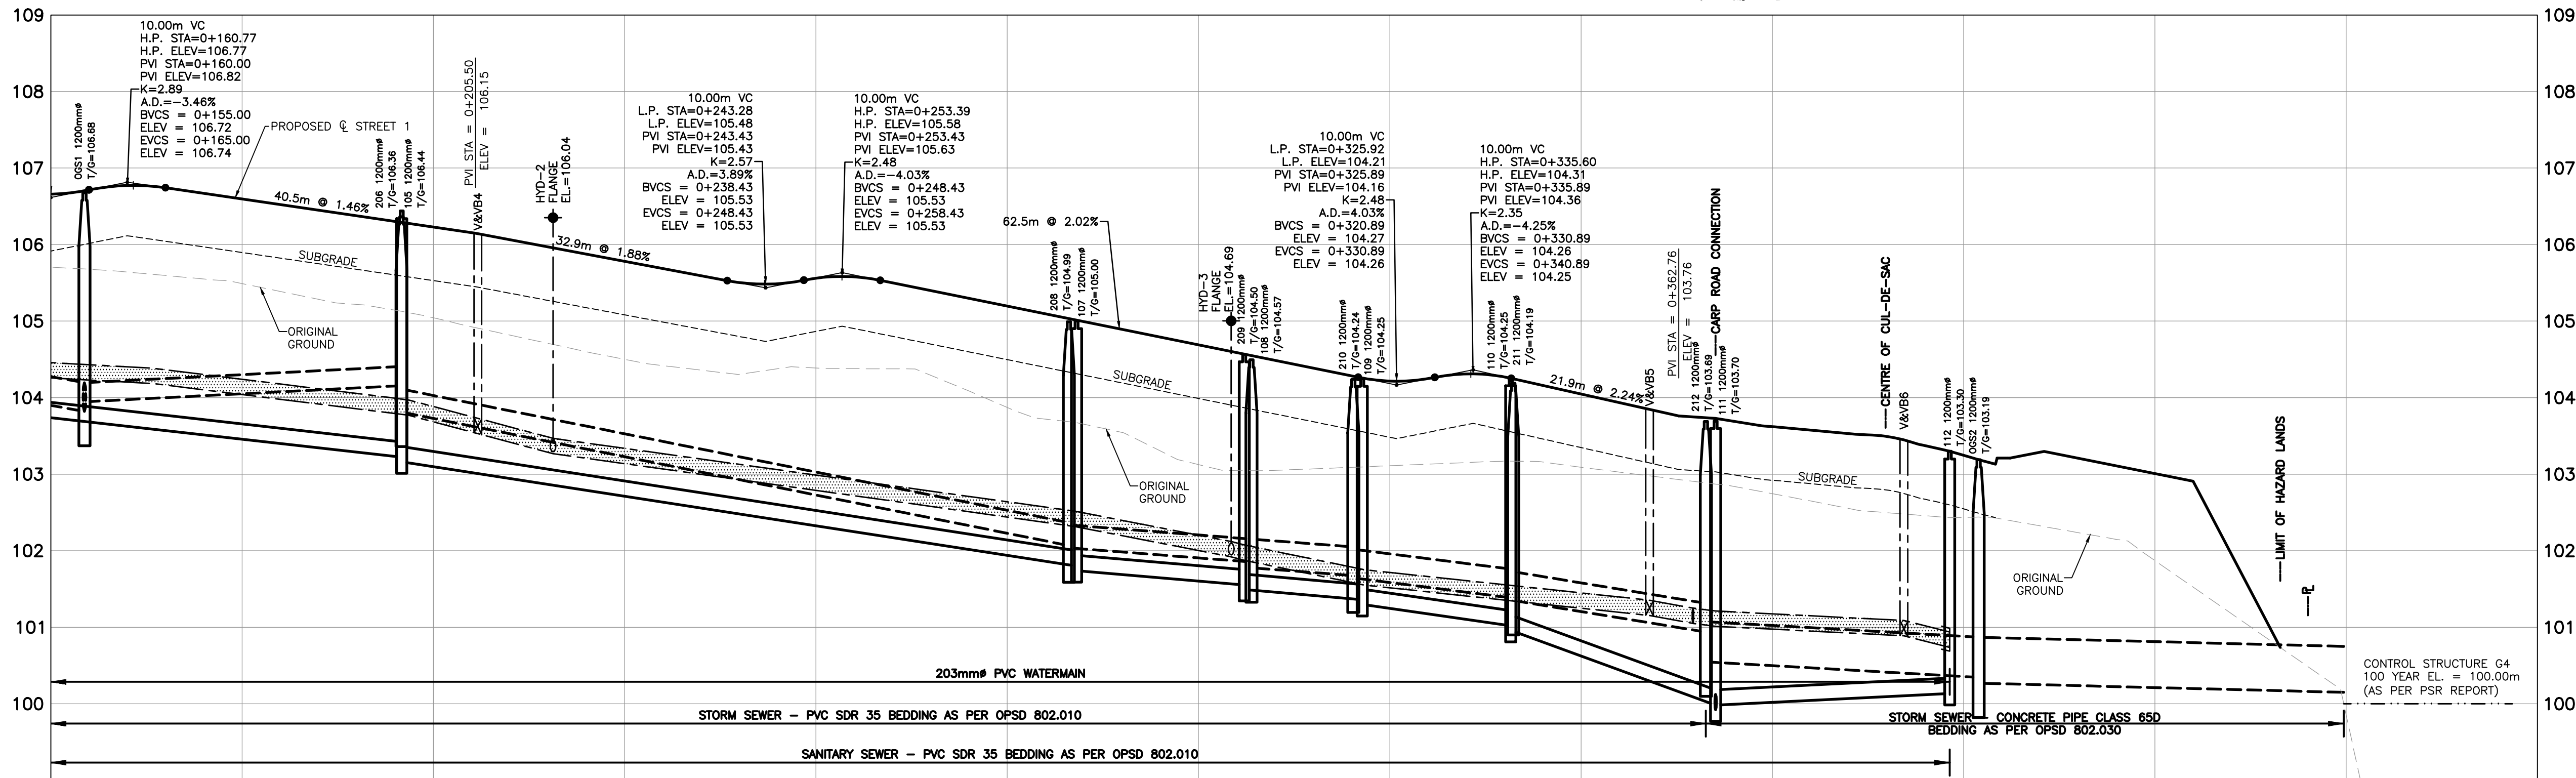 109
108
107
106
105
104
103
102
101
100
10.00m VC
H.P. STA=0+160.77
H.P. ELEV=106.77
PVI STA=0+160.00
PVI ELEV=106.82
K=2.89
A.D.=-3.46%
BVCS = 0+155.00
ELEV = 106.72
EVCS = 0+165.00
ELEV = 106.74
OGS1 1200mmø
T/G=106.68
PROPOSED ℄ STREET 1
40.5m @ 1.46%
206 1200mmø
T/G=106.36
105 1200mmø
T/G=106.44
PVI STA = 0+205.50
ELEV = 106.15
V&VB4
HYD-2
FLANGE
EL.=106.04
32.9m @ 1.88%
SUBGRADE
ORIGINAL
GROUND
10.00m VC
L.P. STA=0+243.28
L.P. ELEV=105.48
PVI STA=0+243.43
PVI ELEV=105.43
K=2.57
A.D.=3.89%
BVCS = 0+238.43
ELEV = 105.53
EVCS = 0+248.43
ELEV = 105.53
10.00m VC
H.P. STA=0+253.39
H.P. ELEV=105.58
PVI STA=0+253.43
PVI ELEV=105.63
K=2.48
A.D.=-4.03%
BVCS = 0+248.43
ELEV = 105.53
EVCS = 0+258.43
ELEV = 105.53
62.5m @ 2.02%
208 1200mmø
T/G=104.99
107 1200mmø
T/G=105.00
SUBGRADE
ORIGINAL
GROUND
HYD-3
FLANGE
EL.=104.69
209 1200mmø
T/G=104.50
108 1200mmø
T/G=104.57
10.00m VC
L.P. STA=0+325.92
L.P. ELEV=104.21
PVI STA=0+325.89
PVI ELEV=104.16
K=2.48
A.D.=4.03%
BVCS = 0+320.89
ELEV = 104.27
EVCS = 0+330.89
ELEV = 104.26
210 1200mmø
T/G=104.24
109 1200mmø
T/G=104.25
10.00m VC
H.P. STA=0+335.60
H.P. ELEV=104.31
PVI STA=0+335.89
PVI ELEV=104.36
K=2.35
A.D.=-4.25%
BVCS = 0+330.89
ELEV = 104.26
EVCS = 0+340.89
ELEV = 104.25
110 1200mmø
T/G=104.25
211 1200mmø
T/G=104.19
21.9m @ 2.24%
V&VB5
PVI STA = 0+362.76
ELEV = 103.76
212 1200mmø
T/G=103.69
CARP ROAD CONNECTION
111 1200mmø
T/G=103.70
SUBGRADE
CENTRE OF CUL-DE-SAC
V&VB6
112 1200mmø
T/G=103.30
OGS2 1200mmø
T/G=103.19
ORIGINAL
GROUND
LIMIT OF HAZARD LANDS
℄
CONTROL STRUCTURE G4
100 YEAR EL. = 100.00m
(AS PER PSR REPORT)
203mmø PVC WATERMAIN
STORM SEWER - PVC SDR 35 BEDDING AS PER OPSD 802.010
STORM SEWER - CONCRETE PIPE CLASS 65D
BEDDING AS PER OPSD 802.030
SANITARY SEWER - PVC SDR 35 BEDDING AS PER OPSD 802.010
109
108
107
106
105
104
103
102
101
100